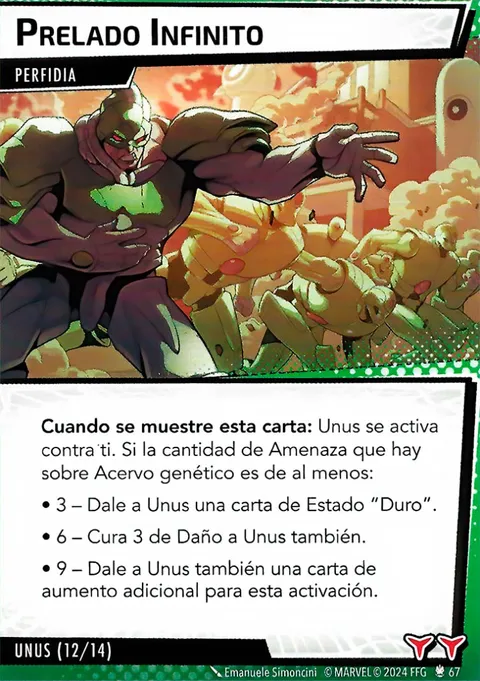 PRELADO INFINITO
PERFIDIA
Cuando se muestre esta carta: Unus se activa
contra ti. Si la cantidad de Amenaza que hay
sobre Acervo genético es de al menos:
• 3 – Dale a Unus una carta de Estado “Duro”.
• 6 – Cura 3 de Daño a Unus también.
• 9 – Dale a Unus también una carta de
aumento adicional para esta activación.
UNUS (12/14)
Emanuele Simoncini © MARVEL © 2024 FFG 67